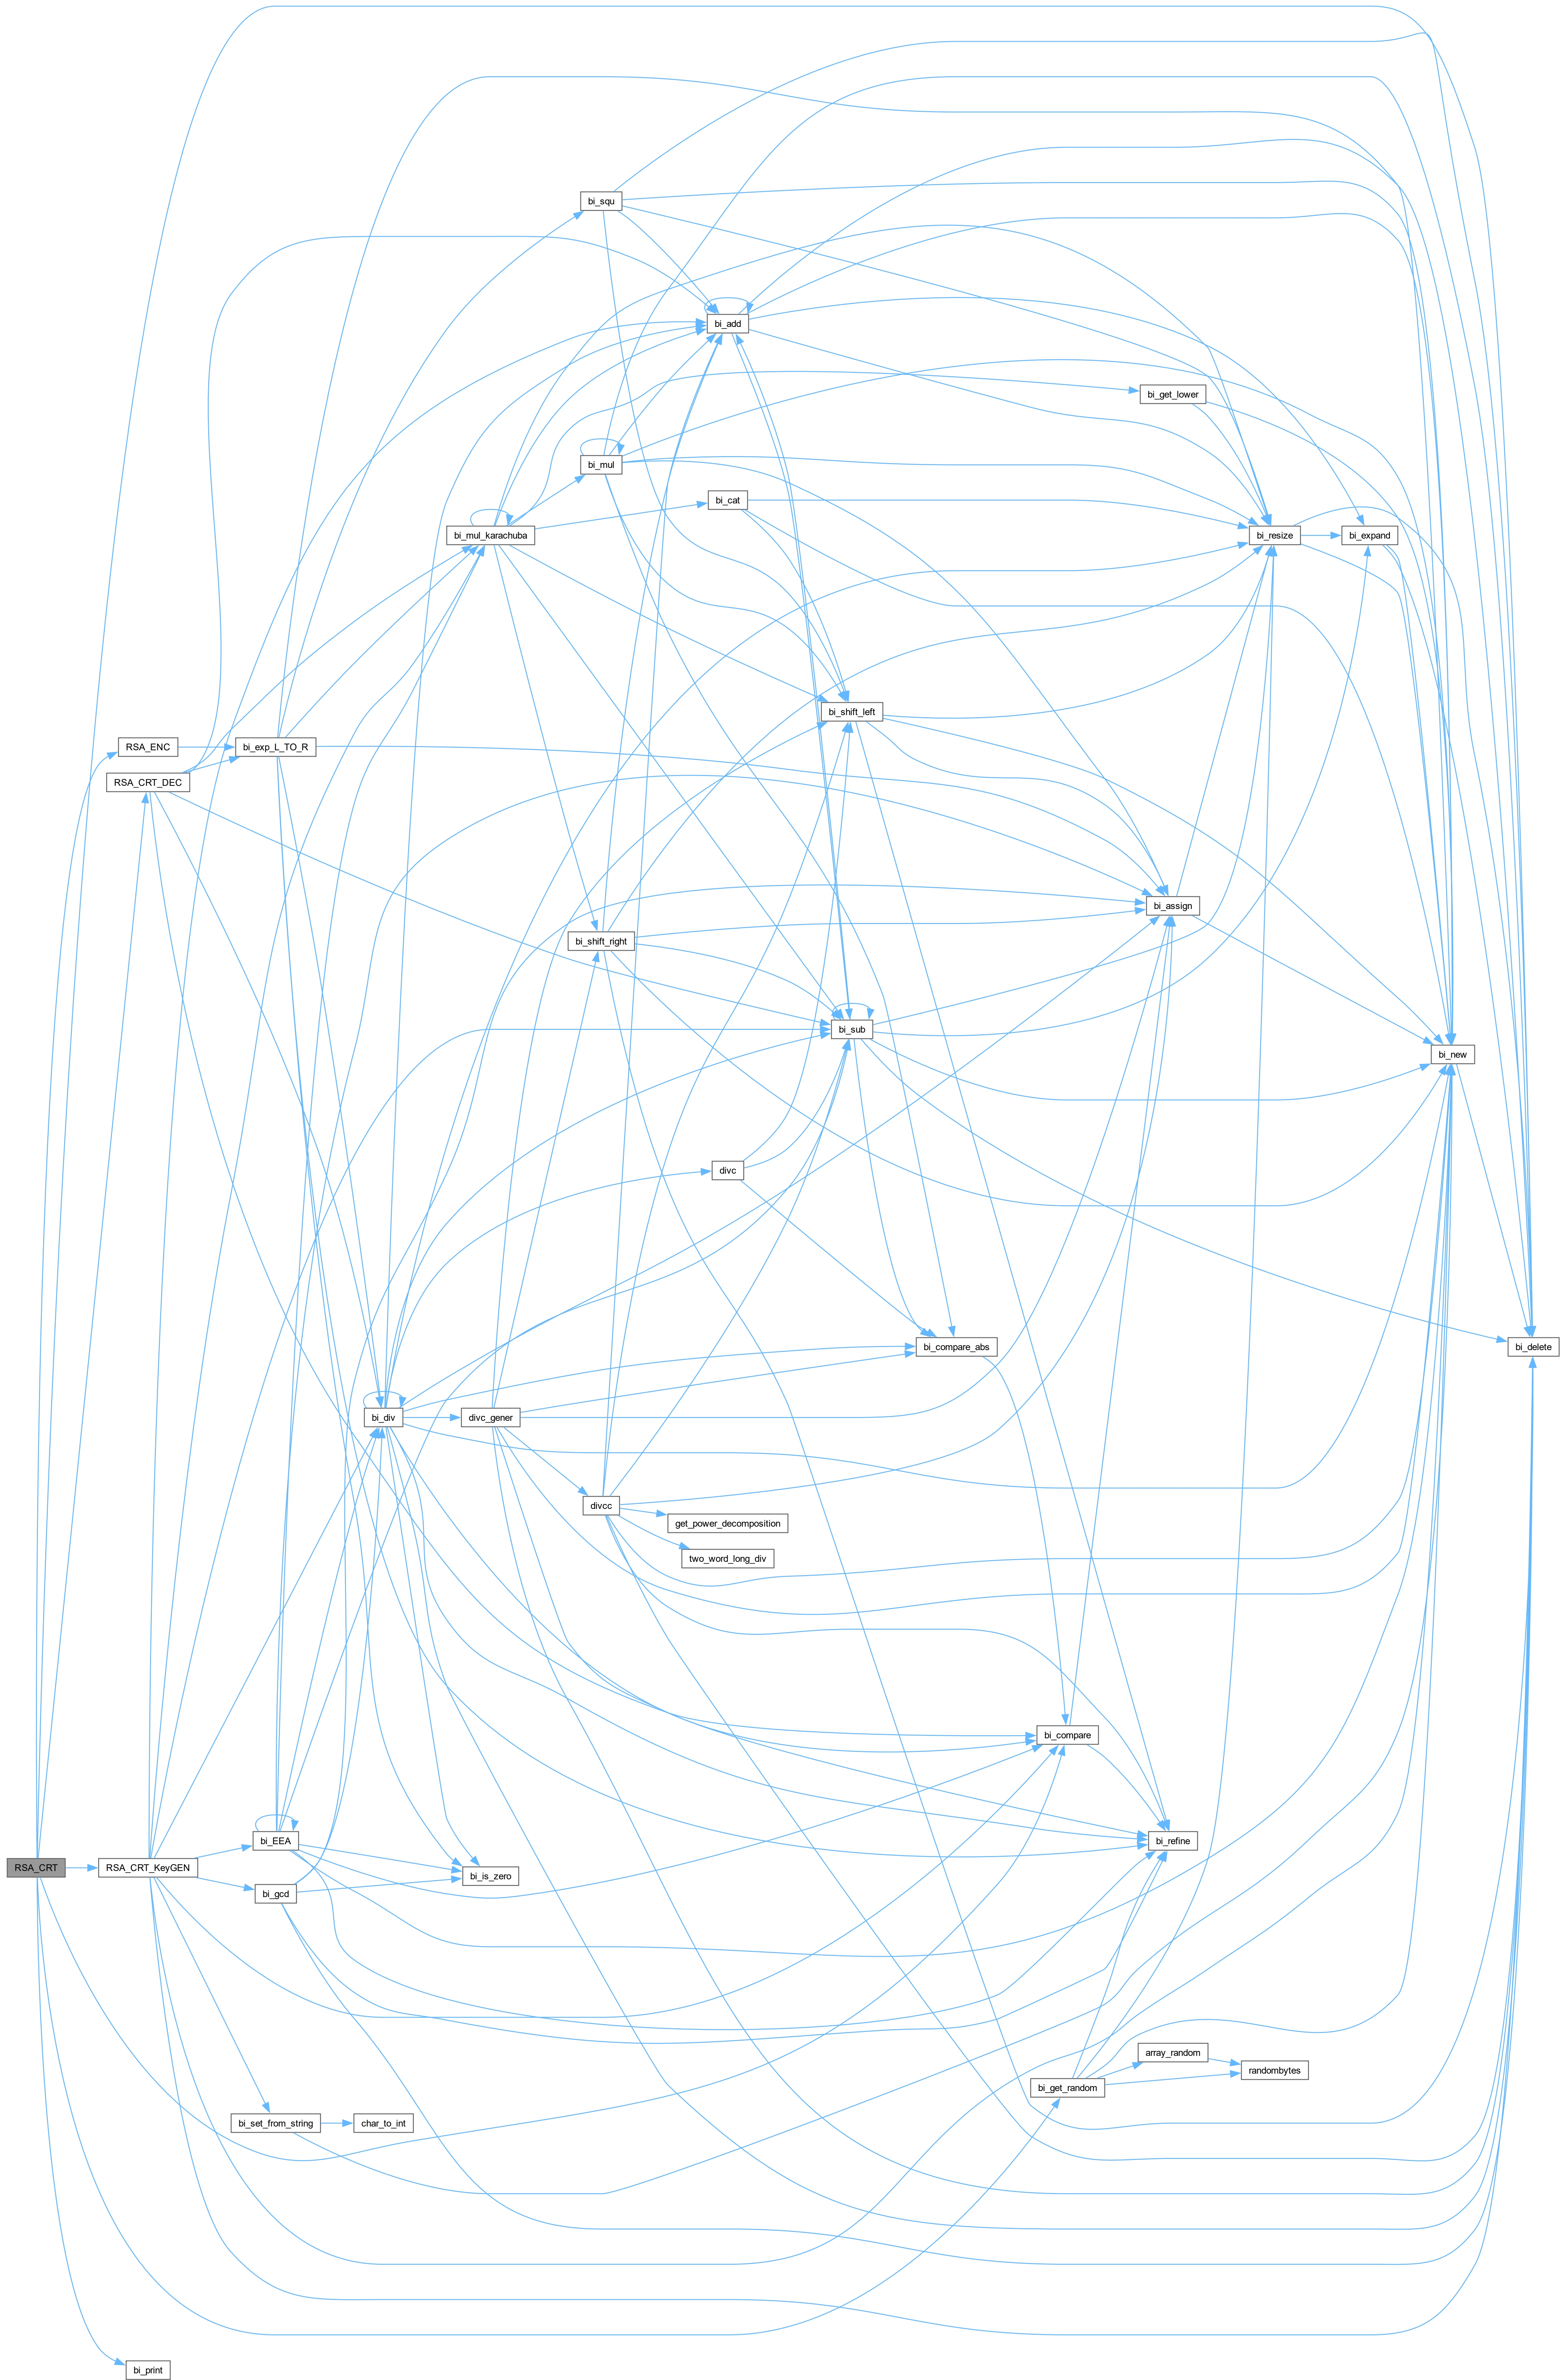 bi_squ
bi_add
bi_get_lower
bi_mul
bi_cat
bi_mul_karachuba
bi_resize
bi_expand
bi_shift_left
RSA_ENC
bi_exp_L_TO_R
RSA_CRT_DEC
bi_assign
bi_shift_right
bi_sub
bi_new
divc
bi_compare_abs
bi_delete
bi_div
divc_gener
divcc
get_power_decomposition
two_word_long_div
bi_compare
bi_EEA
bi_refine
RSA_CRT
RSA_CRT_KeyGEN
bi_is_zero
bi_gcd
array_random
randombytes
bi_get_random
bi_set_from_string
char_to_int
bi_print